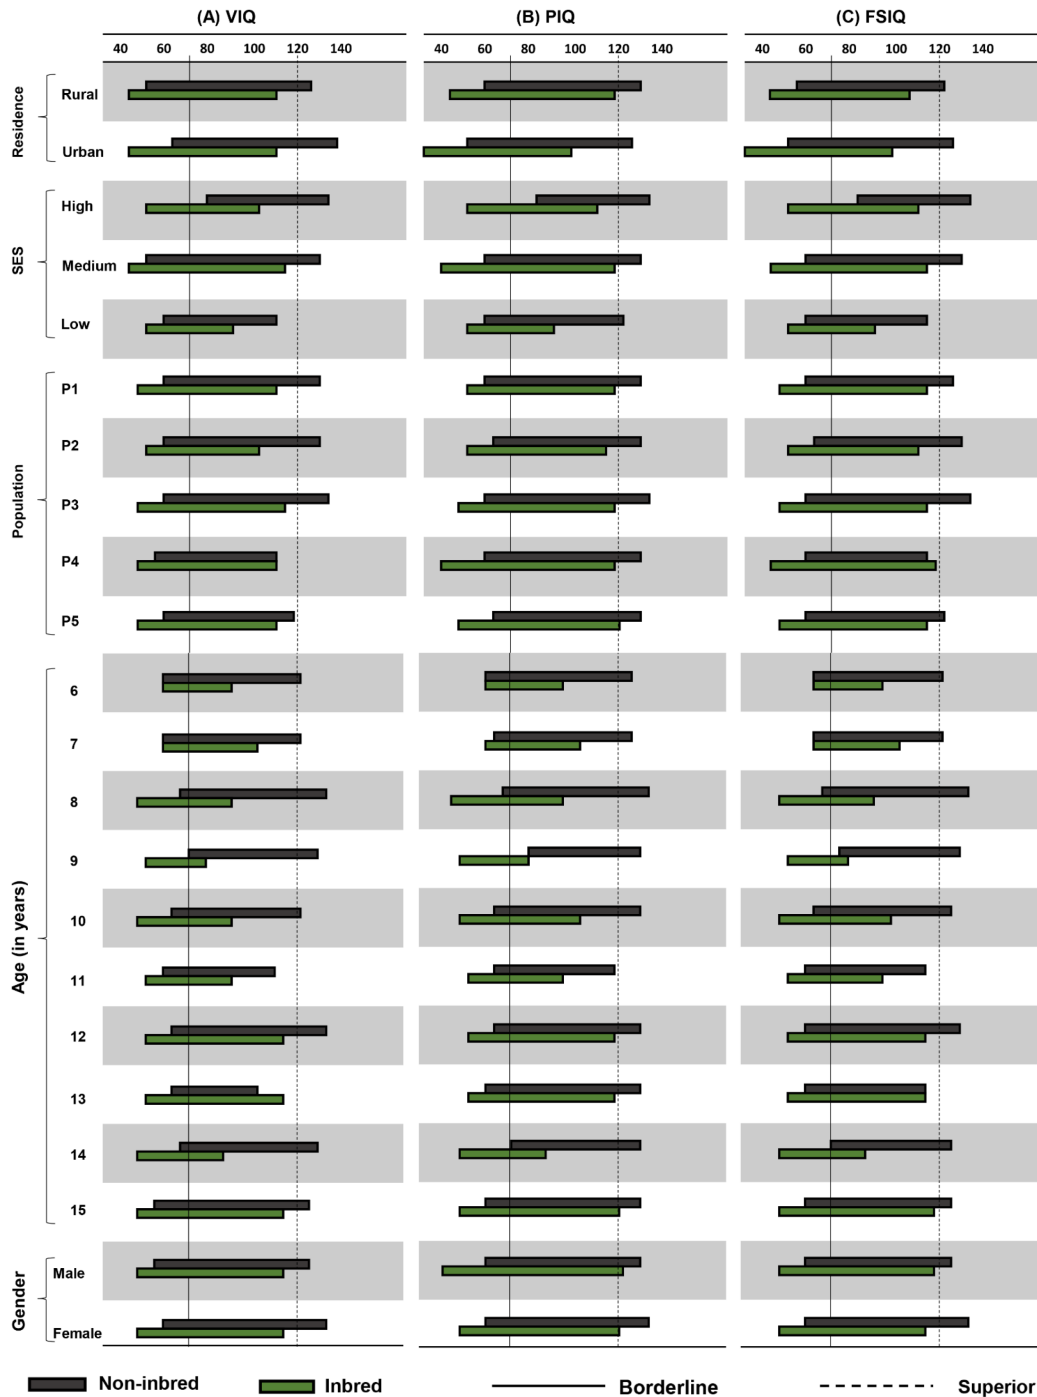 (A) VIQ (B) PIQ (C) FSIQ
40 60 80 100 120 140 40 60 80 100 120 140 40 60 80 100 120 140
Residence
Rural
Urban
SES
High
Medium
Low
Population
P1
P2
P3
P4
P5
Age (in years)
6
7
8
9
10
11
12
13
14
15
Gender
Male
Female
Non-inbred Inbred Borderline Superior